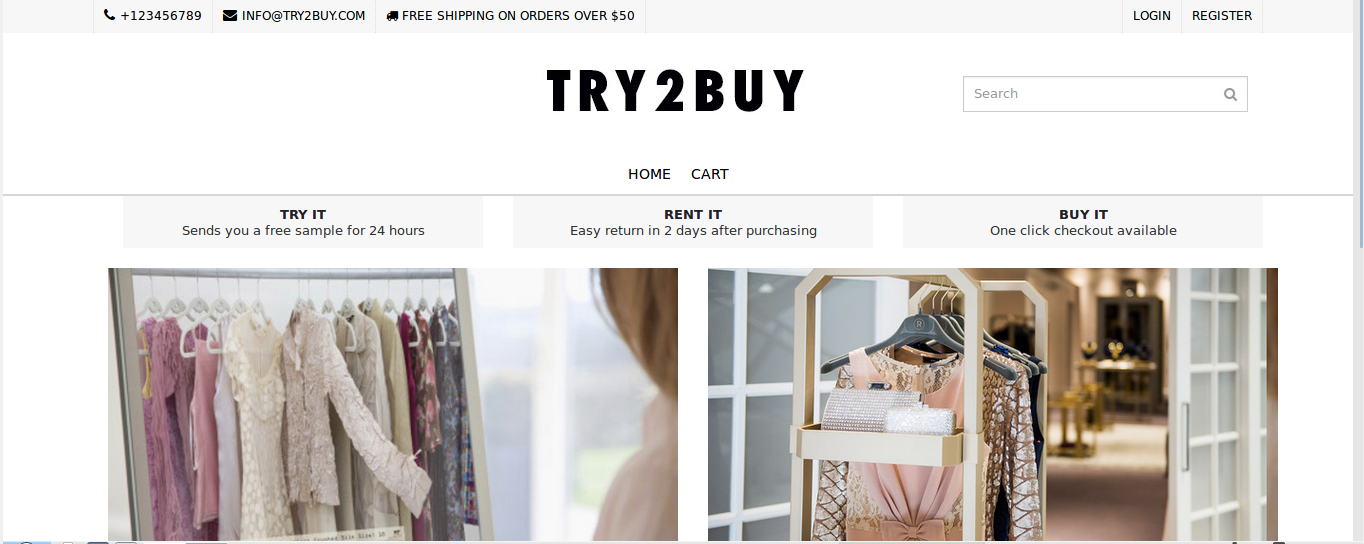 +123456789 INFO@TRY2BUY.COM FREE SHIPPING ON ORDERS OVER $50 LOGIN REGISTER
TRY2BUY
Search
HOME CART
TRY IT
Sends you a free sample for 24 hours
RENT IT
Easy return in 2 days after purchasing
BUY IT
One click checkout available
R